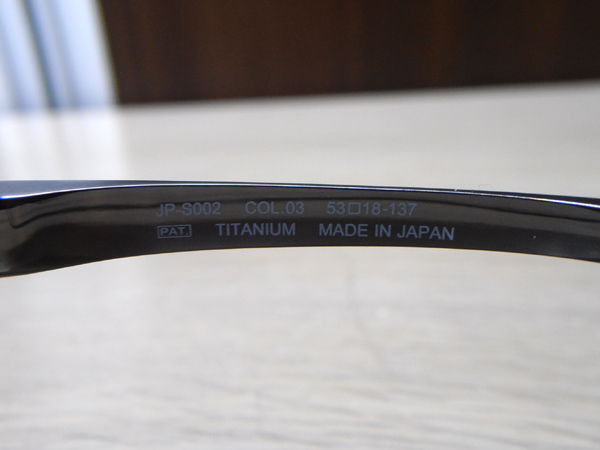 JP-S002 COL.03 53□18-137
PAT. TITANIUM MADE IN JAPAN